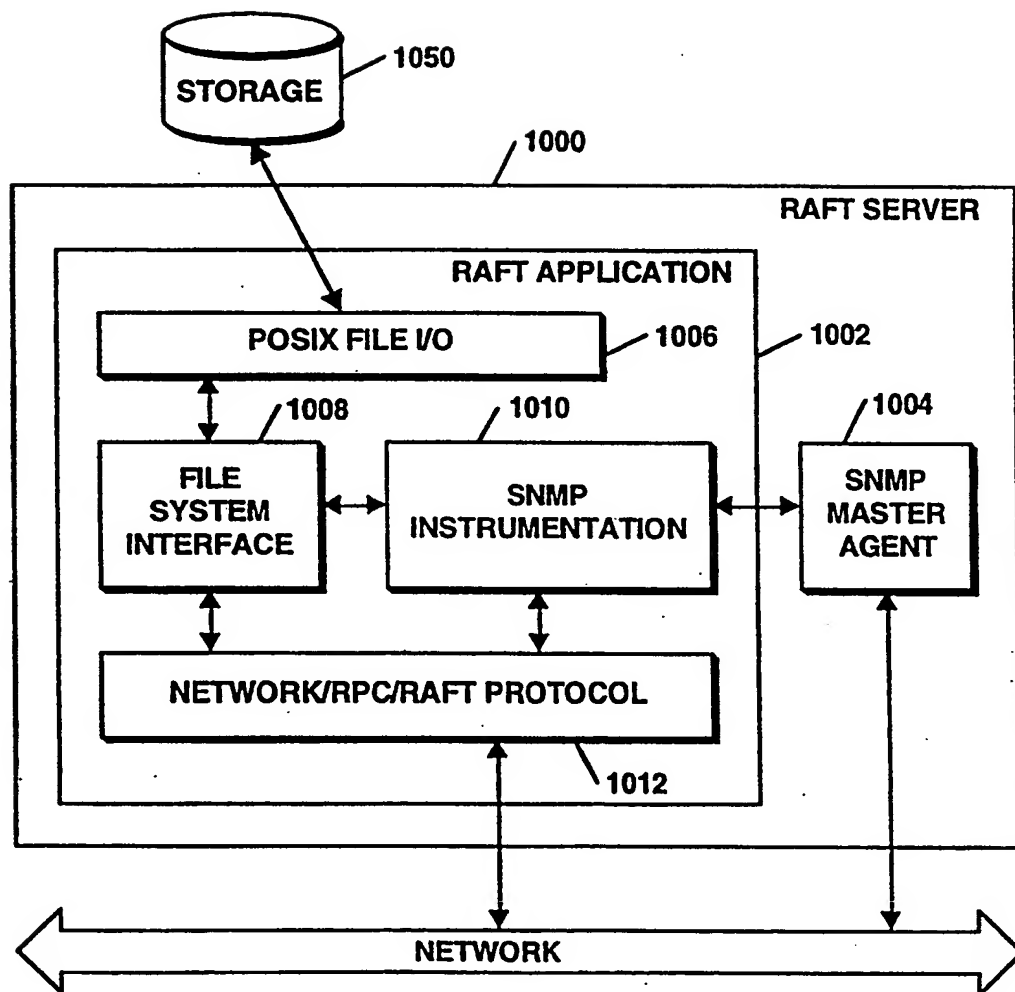 STORAGE
1050
1000
RAFT SERVER
RAFT APPLICATION
POSIX FILE I/O
1006
1002
1008
1010
1004
FILE
SYSTEM
INTERFACE
SNMP
INSTRUMENTATION
SNMP
MASTER
AGENT
NETWORK/RPC/RAFT PROTOCOL
1012
NETWORK